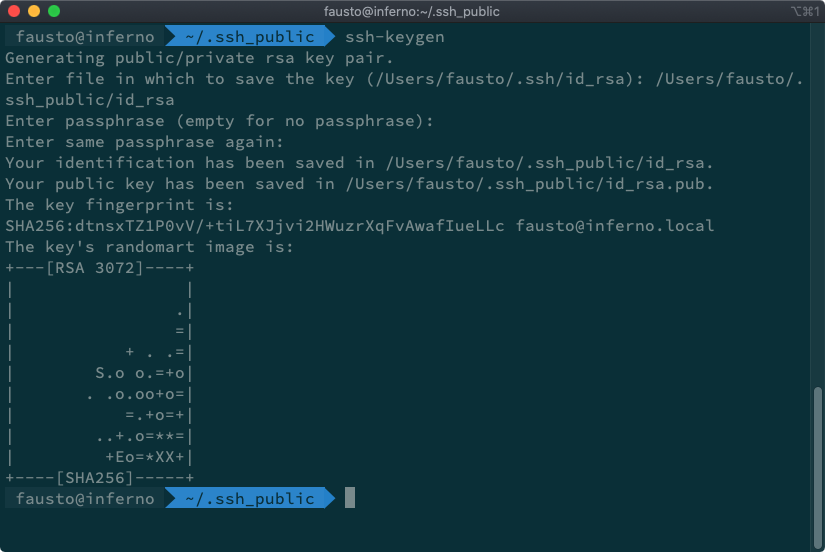 fausto@inferno:~/.ssh_public
⌥⌘1
fausto@inferno ~/.ssh_public ssh-keygen
Generating public/private rsa key pair.
Enter file in which to save the key (/Users/fausto/.ssh/id_rsa): /Users/fausto/.
ssh_public/id_rsa
Enter passphrase (empty for no passphrase):
Enter same passphrase again:
Your identification has been saved in /Users/fausto/.ssh_public/id_rsa.
Your public key has been saved in /Users/fausto/.ssh_public/id_rsa.pub.
The key fingerprint is:
SHA256:dtnsxTZ1P0vV/+tiL7XJjvi2HWuzrXqFvAwafIueLLc fausto@inferno.local
The key's randomart image is:
+---[RSA 3072]----+
|                 |
|                .|
|                =|
|           + . .=|
|        S.o o.=+o|
|       . .o.oo+o=|
|           =.+o=+|
|        ..+.o=**=|
|         +Eo=*XX+|
+----[SHA256]-----+
fausto@inferno ~/.ssh_public